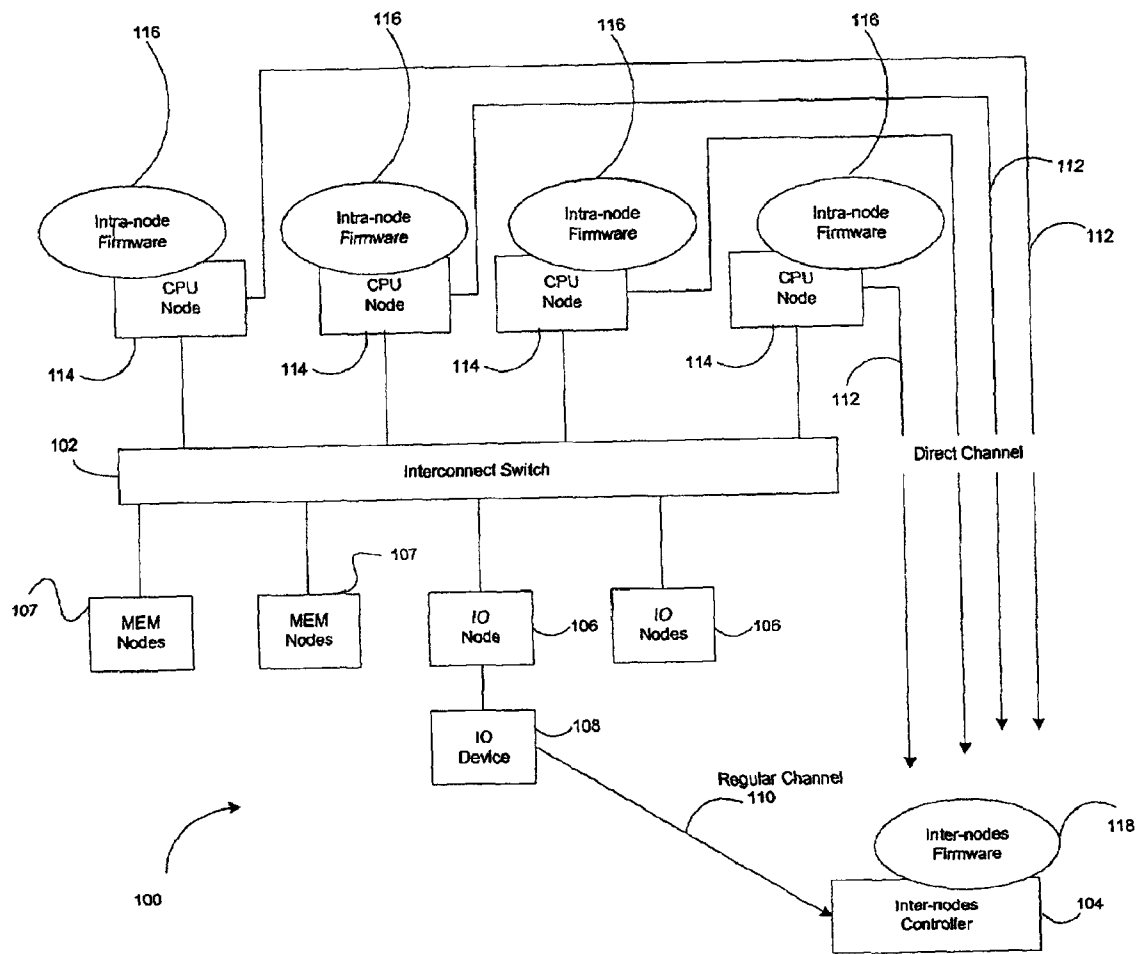 116
116
116
116
Intra-node
Firmware
Intra-node
Firmware
Intra-node
Firmware
Intra-node
Firmware
112
112
CPU
Node
CPU
Node
CPU
Node
CPU
Node
114
114
114
114
112
102
Interconnect Switch
Direct Channel
107
107
MEM
Nodes
MEM
Nodes
IO
Node
106
IO
Nodes
106
IO
Device
108
Regular Channel
110
100
Inter-nodes
Firmware
118
Inter-nodes
Controller
104